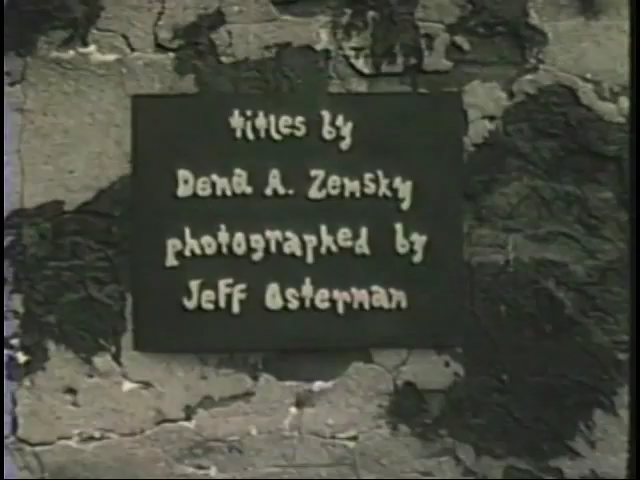 titles by
Dena A. Zemsky
photographed by
Jeff Osterman